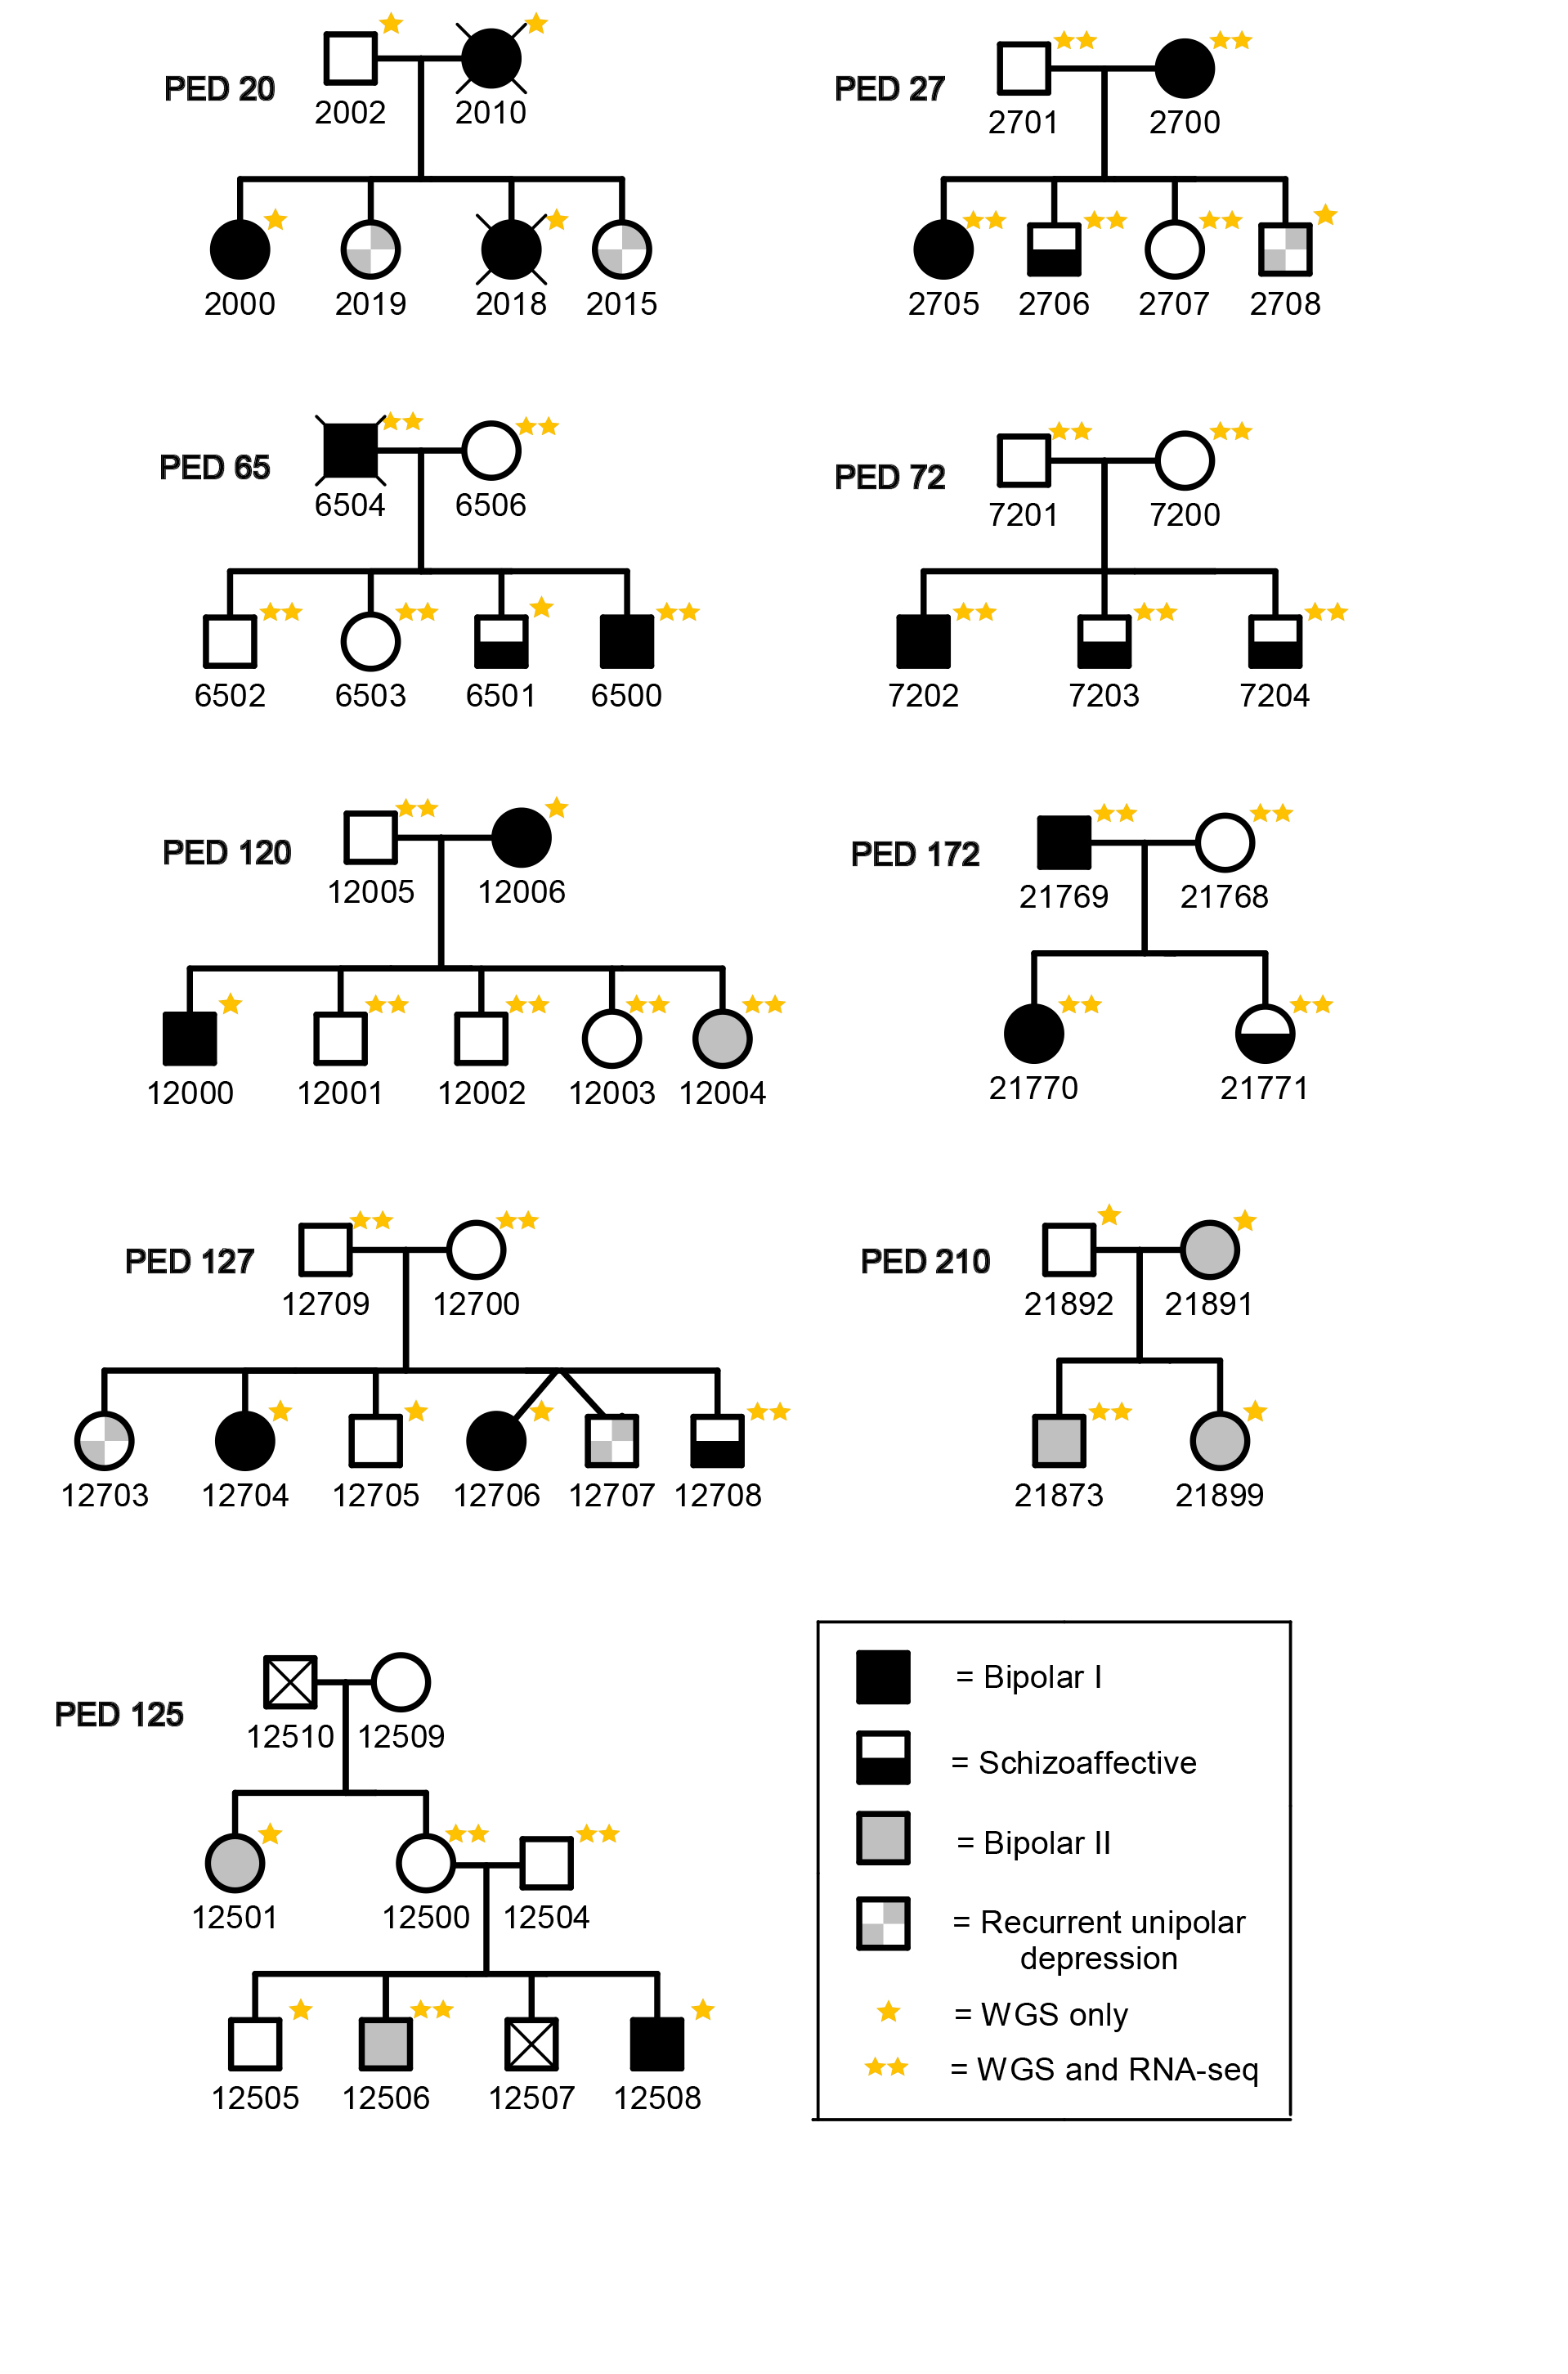 PED 20
2002 2010
2000 2019 2018 2015
PED 27
2701 2700
2705 2706 2707 2708
PED 65
6504 6506
6502 6503 6501 6500
PED 72
7201 7200
7202 7203 7204
PED 120
12005 12006
12000 12001 12002 12003 12004
PED 172
21769 21768
21770 21771
PED 127
12709 12700
12703 12704 12705 12706 12707 12708
PED 210
21892 21891
21873 21899
PED 125
12510 12509
12501 12500 12504
12505 12506 12507 12508
= Bipolar I
= Schizoaffective
= Bipolar II
= Recurrent unipolar
depression
= WGS only
= WGS and RNA-seq